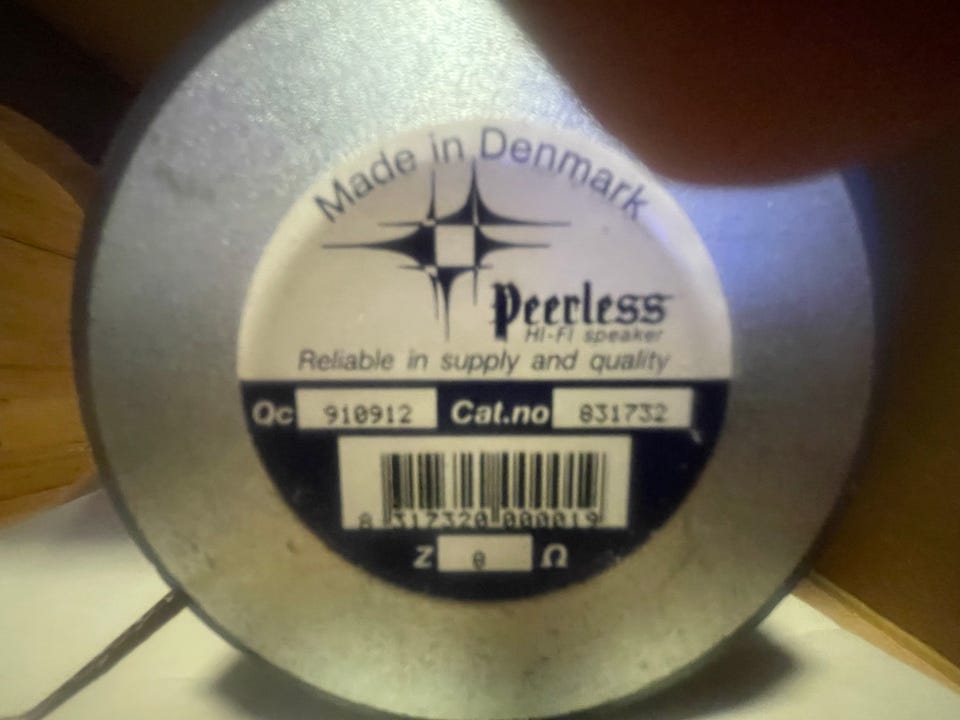 Made in Denmark
Peerless
HI-FI speaker
Reliable in supply and quality
Qc 910912 Cat.no 831732
8 317320 000019
Z 0 Ω